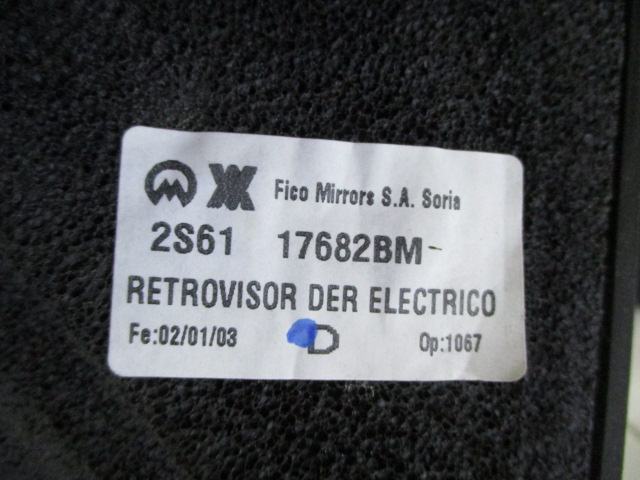 Fico Mirrors S.A. Soria
2S61 17682BM-
RETROVISOR DER ELECTRICO
Fe:02/01/03 D Op:1067